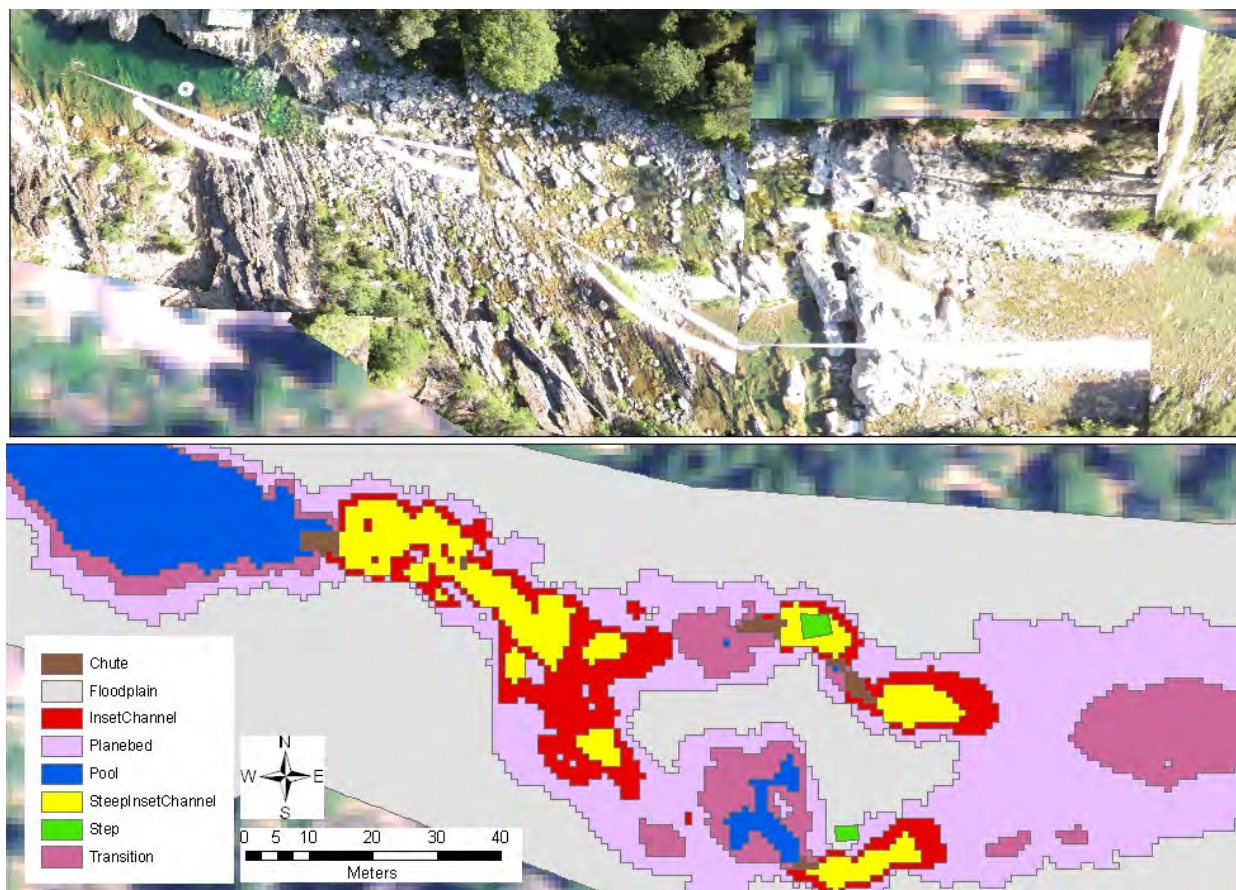 Chute
Floodplain
InsetChannel
Planebed
Pool
SteepInsetChannel
Step
Transition
N
W E
S
0 5 10 20 30 40
Meters